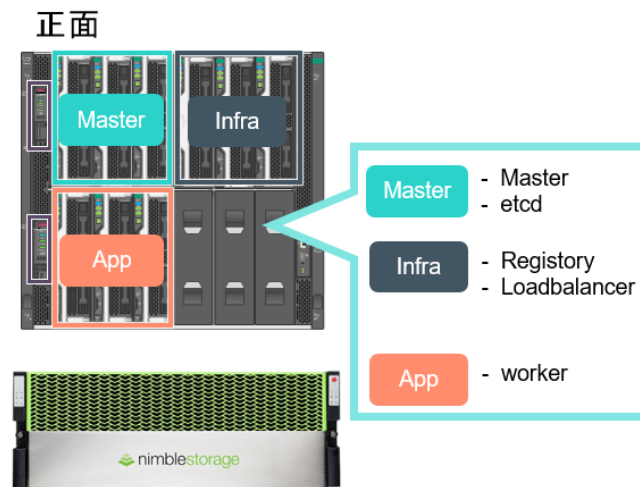 正面
Master
Infra
App
Master
- Master
- etcd
Infra
- Registory
- Loadbalancer
App
- worker
nimblestorage